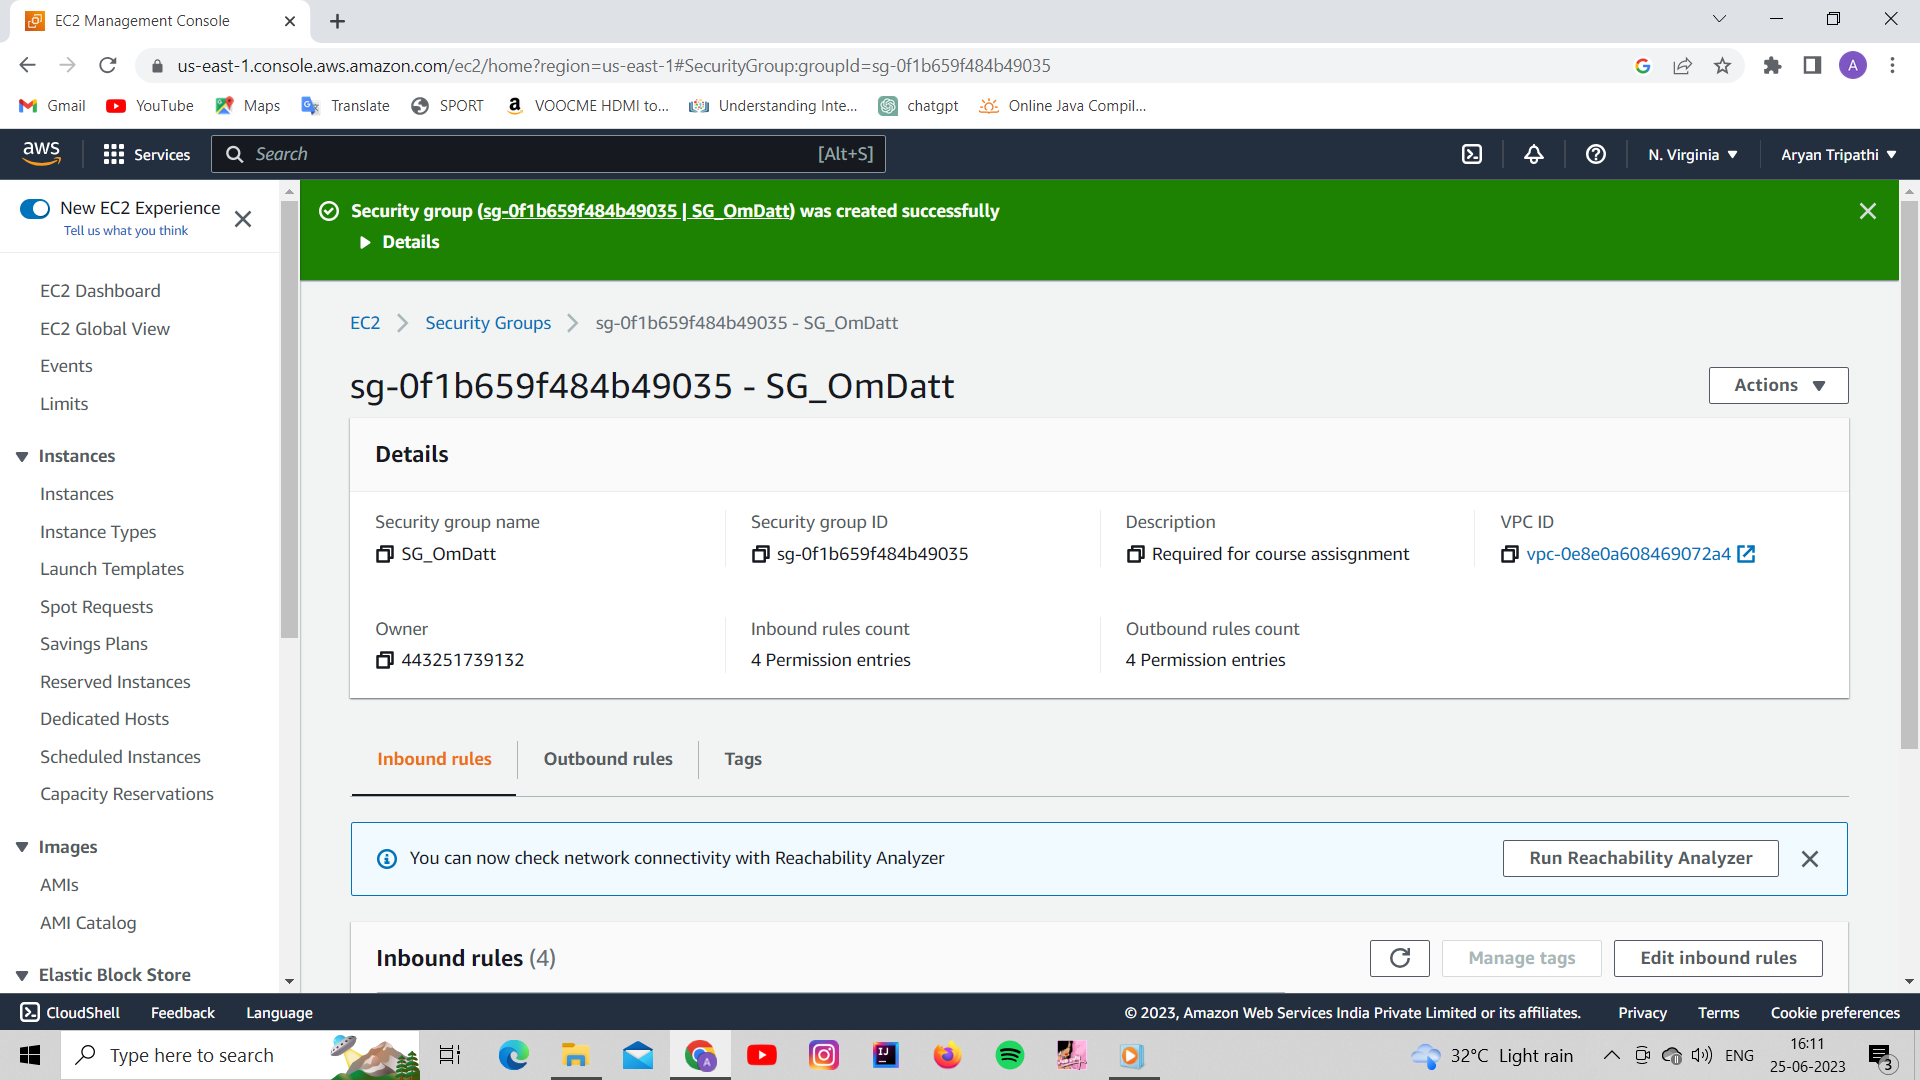 EC2 Management Console
us-east-1.console.aws.amazon.com/ec2/home?region=us-east-1#SecurityGroup:groupId=sg-0f1b659f484b49035
A
Gmail YouTube Maps Translate SPORT VOOCME HDMI to... Understanding Inte... chatgpt Online Java Compil...
aws Services Search [Alt+S] N. Virginia Aryan Tripathi
New EC2 Experience
Tell us what you think
EC2 Dashboard
EC2 Global View
Events
Limits
Instances
Instances
Instance Types
Launch Templates
Spot Requests
Savings Plans
Reserved Instances
Dedicated Hosts
Scheduled Instances
Capacity Reservations
Images
AMIs
AMI Catalog
Elastic Block Store
Security group (sg-0f1b659f484b49035 | SG_OmDatt) was created successfully
Details
EC2 Security Groups sg-0f1b659f484b49035 - SG_OmDatt
sg-0f1b659f484b49035 - SG_OmDatt
Actions
Details
Security group name Security group ID Description VPC ID
SG_OmDatt sg-0f1b659f484b49035 Required for course assisgnment vpc-0e8e0a608469072a4
Owner Inbound rules count Outbound rules count
443251739132 4 Permission entries 4 Permission entries
Inbound rules Outbound rules Tags
You can now check network connectivity with Reachability Analyzer Run Reachability Analyzer
Inbound rules (4) Manage tags Edit inbound rules
CloudShell Feedback Language © 2023, Amazon Web Services India Private Limited or its affiliates. Privacy Terms Cookie preferences
Type here to search IJ A 32°C Light rain ENG 16:11
25-06-2023 3